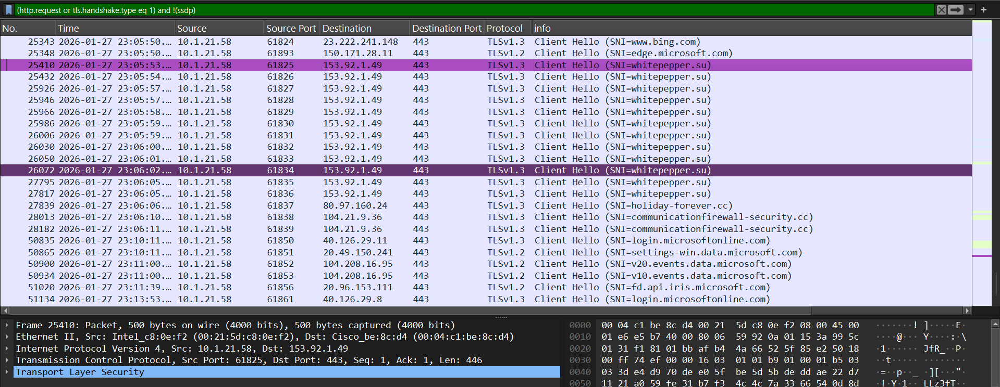 (http.request or tls.handshake.type eq 1) and !(ssdp)
No. Time Source Source Port Destination Destination Port Protocol info
25343 2026-01-27 23:05:50.… 10.1.21.58 61824 23.222.241.148 443 TLSv1.3 Client Hello (SNI=www.bing.com)
25348 2026-01-27 23:05:50.… 10.1.21.58 61893 150.171.28.11 443 TLSv1.2 Client Hello (SNI=edge.microsoft.com)
25410 2026-01-27 23:05:53.… 10.1.21.58 61825 153.92.1.49 443 TLSv1.3 Client Hello (SNI=whitepepper.su)
25432 2026-01-27 23:05:54.… 10.1.21.58 61826 153.92.1.49 443 TLSv1.3 Client Hello (SNI=whitepepper.su)
25926 2026-01-27 23:05:57.… 10.1.21.58 61827 153.92.1.49 443 TLSv1.3 Client Hello (SNI=whitepepper.su)
25946 2026-01-27 23:05:57.… 10.1.21.58 61828 153.92.1.49 443 TLSv1.3 Client Hello (SNI=whitepepper.su)
25966 2026-01-27 23:05:58.… 10.1.21.58 61829 153.92.1.49 443 TLSv1.3 Client Hello (SNI=whitepepper.su)
25986 2026-01-27 23:05:59.… 10.1.21.58 61830 153.92.1.49 443 TLSv1.3 Client Hello (SNI=whitepepper.su)
26006 2026-01-27 23:05:59.… 10.1.21.58 61831 153.92.1.49 443 TLSv1.3 Client Hello (SNI=whitepepper.su)
26030 2026-01-27 23:06:00.… 10.1.21.58 61832 153.92.1.49 443 TLSv1.3 Client Hello (SNI=whitepepper.su)
26050 2026-01-27 23:06:01.… 10.1.21.58 61833 153.92.1.49 443 TLSv1.3 Client Hello (SNI=whitepepper.su)
26072 2026-01-27 23:06:02.… 10.1.21.58 61834 153.92.1.49 443 TLSv1.3 Client Hello (SNI=whitepepper.su)
27795 2026-01-27 23:06:05.… 10.1.21.58 61835 153.92.1.49 443 TLSv1.3 Client Hello (SNI=whitepepper.su)
27817 2026-01-27 23:06:05.… 10.1.21.58 61836 153.92.1.49 443 TLSv1.3 Client Hello (SNI=whitepepper.su)
27839 2026-01-27 23:06:06.… 10.1.21.58 61837 80.97.160.24 443 TLSv1.3 Client Hello (SNI=holiday-forever.cc)
28013 2026-01-27 23:06:10.… 10.1.21.58 61838 104.21.9.36 443 TLSv1.3 Client Hello (SNI=communicationfirewall-security.cc)
28182 2026-01-27 23:06:11.… 10.1.21.58 61839 104.21.9.36 443 TLSv1.3 Client Hello (SNI=communicationfirewall-security.cc)
50835 2026-01-27 23:10:11.… 10.1.21.58 61850 40.126.29.11 443 TLSv1.3 Client Hello (SNI=login.microsoftonline.com)
50865 2026-01-27 23:10:11.… 10.1.21.58 61851 20.49.150.241 443 TLSv1.2 Client Hello (SNI=settings-win.data.microsoft.com)
50900 2026-01-27 23:11:00.… 10.1.21.58 61852 104.208.16.95 443 TLSv1.2 Client Hello (SNI=v20.events.data.microsoft.com)
50934 2026-01-27 23:11:00.… 10.1.21.58 61853 104.208.16.95 443 TLSv1.2 Client Hello (SNI=v10.events.data.microsoft.com)
51020 2026-01-27 23:11:39.… 10.1.21.58 61856 20.96.153.111 443 TLSv1.2 Client Hello (SNI=fd.api.iris.microsoft.com)
51134 2026-01-27 23:13:53.… 10.1.21.58 61861 40.126.29.8 443 TLSv1.3 Client Hello (SNI=login.microsoftonline.com)
Frame 25410: Packet, 500 bytes on wire (4000 bits), 500 bytes captured (4000 bits)
Ethernet II, Src: Intel_c8:0e:f2 (00:21:5d:c8:0e:f2), Dst: Cisco_be:8c:d4 (00:04:c1:be:8c:d4)
Internet Protocol Version 4, Src: 10.1.21.58, Dst: 153.92.1.49
Transmission Control Protocol, Src Port: 61825, Dst Port: 443, Seq: 1, Ack: 1, Len: 446
Transport Layer Security
0000 00 04 c1 be 8c d4 00 21 5d c8 0e f2 08 00 45 00 ·······! ]·····E·
0010 01 e6 e5 b7 40 00 80 06 59 92 0a 01 15 3a 99 5c ····@··· Y····:·\
0020 01 31 f1 81 01 bb af b4 4a 66 52 5f 85 e2 50 18 ·1······ JfR_··P·
0030 00 ff 74 ef 00 00 16 03 01 01 b9 01 00 01 b5 03 ··t····· ········
0040 03 3d e4 d9 70 de e0 5f be 5d 5b de dd ae 22 d7 ·=··p··_ ·][···"·
0050 11 21 a0 59 fe 31 b7 f3 4c 4c 7a 33 66 54 0d 8d ·!·Y·1·· LLz3fT··